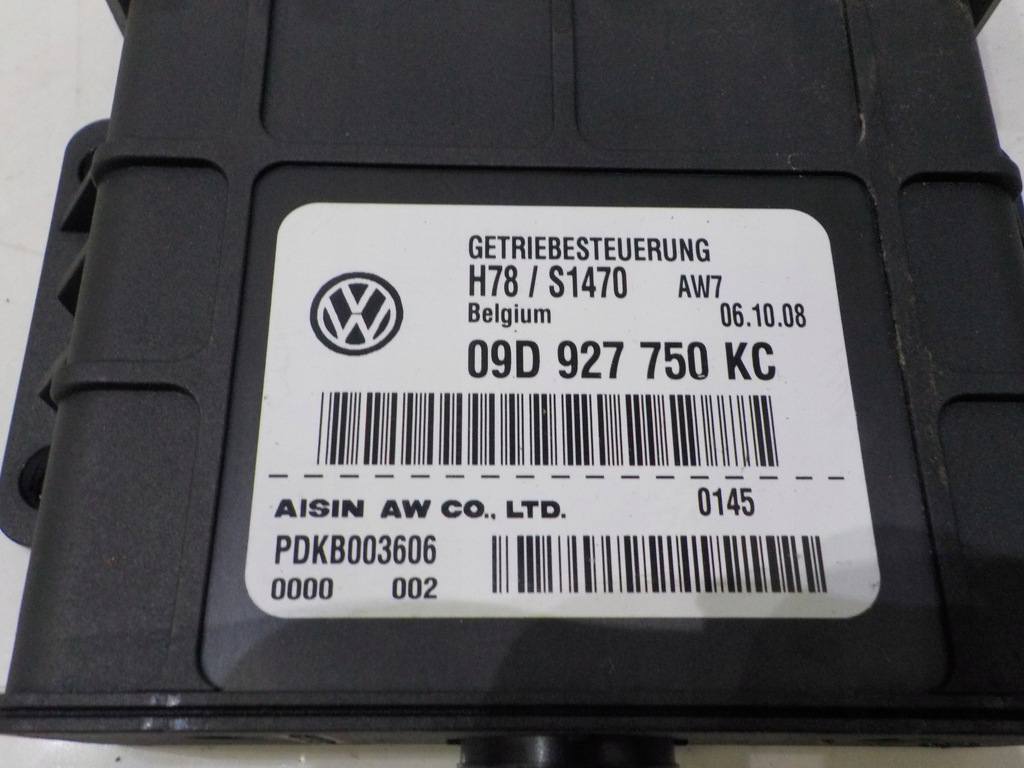 GETRIEBESTEUERUNG
H78 / S1470 AW7
Belgium 06.10.08
09D 927 750 KC
AISIN AW CO., LTD. 0145
PDKB003606
0000 002